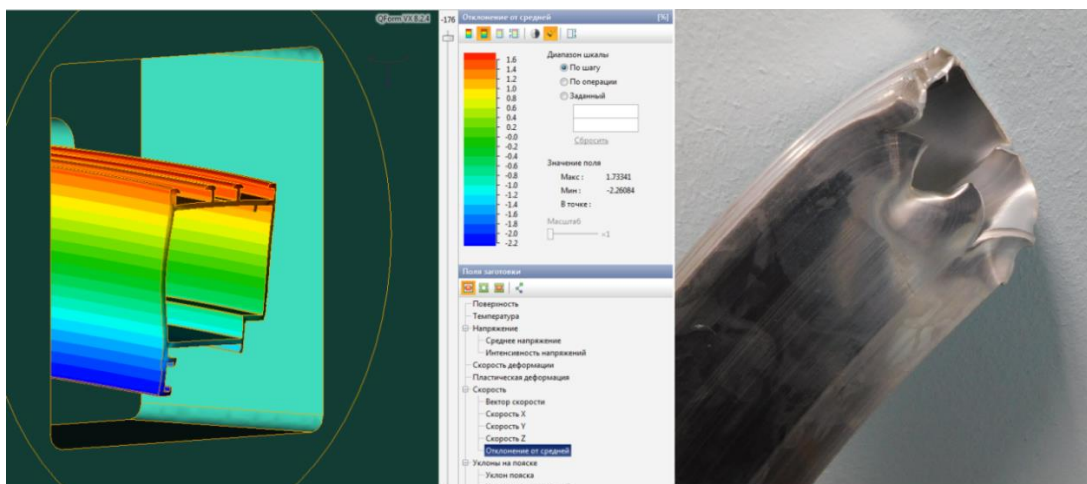 QForm VX 8.2.4
-176
Отклонение от средней [%]
Диапазон шкалы
По шагу
По операции
Заданный
Сбросить
1.6
1.4
1.2
1.0
0.8
0.6
0.4
0.2
-0.0
-0.2
-0.4
-0.6
-0.8
-1.0
-1.2
-1.4
-1.6
-1.8
-2.0
-2.2
Значение поля
Макс : 1.73341
Мин : -2.26084
В точке :
Масштаб
×1
Поля заготовки
Поверхность
Температура
Напряжение
Среднее напряжение
Интенсивность напряжений
Скорость деформации
Пластическая деформация
Скорость
Вектор скорости
Скорость X
Скорость Y
Скорость Z
Отклонение от средней
Уклоны на пояске
Уклон пояска